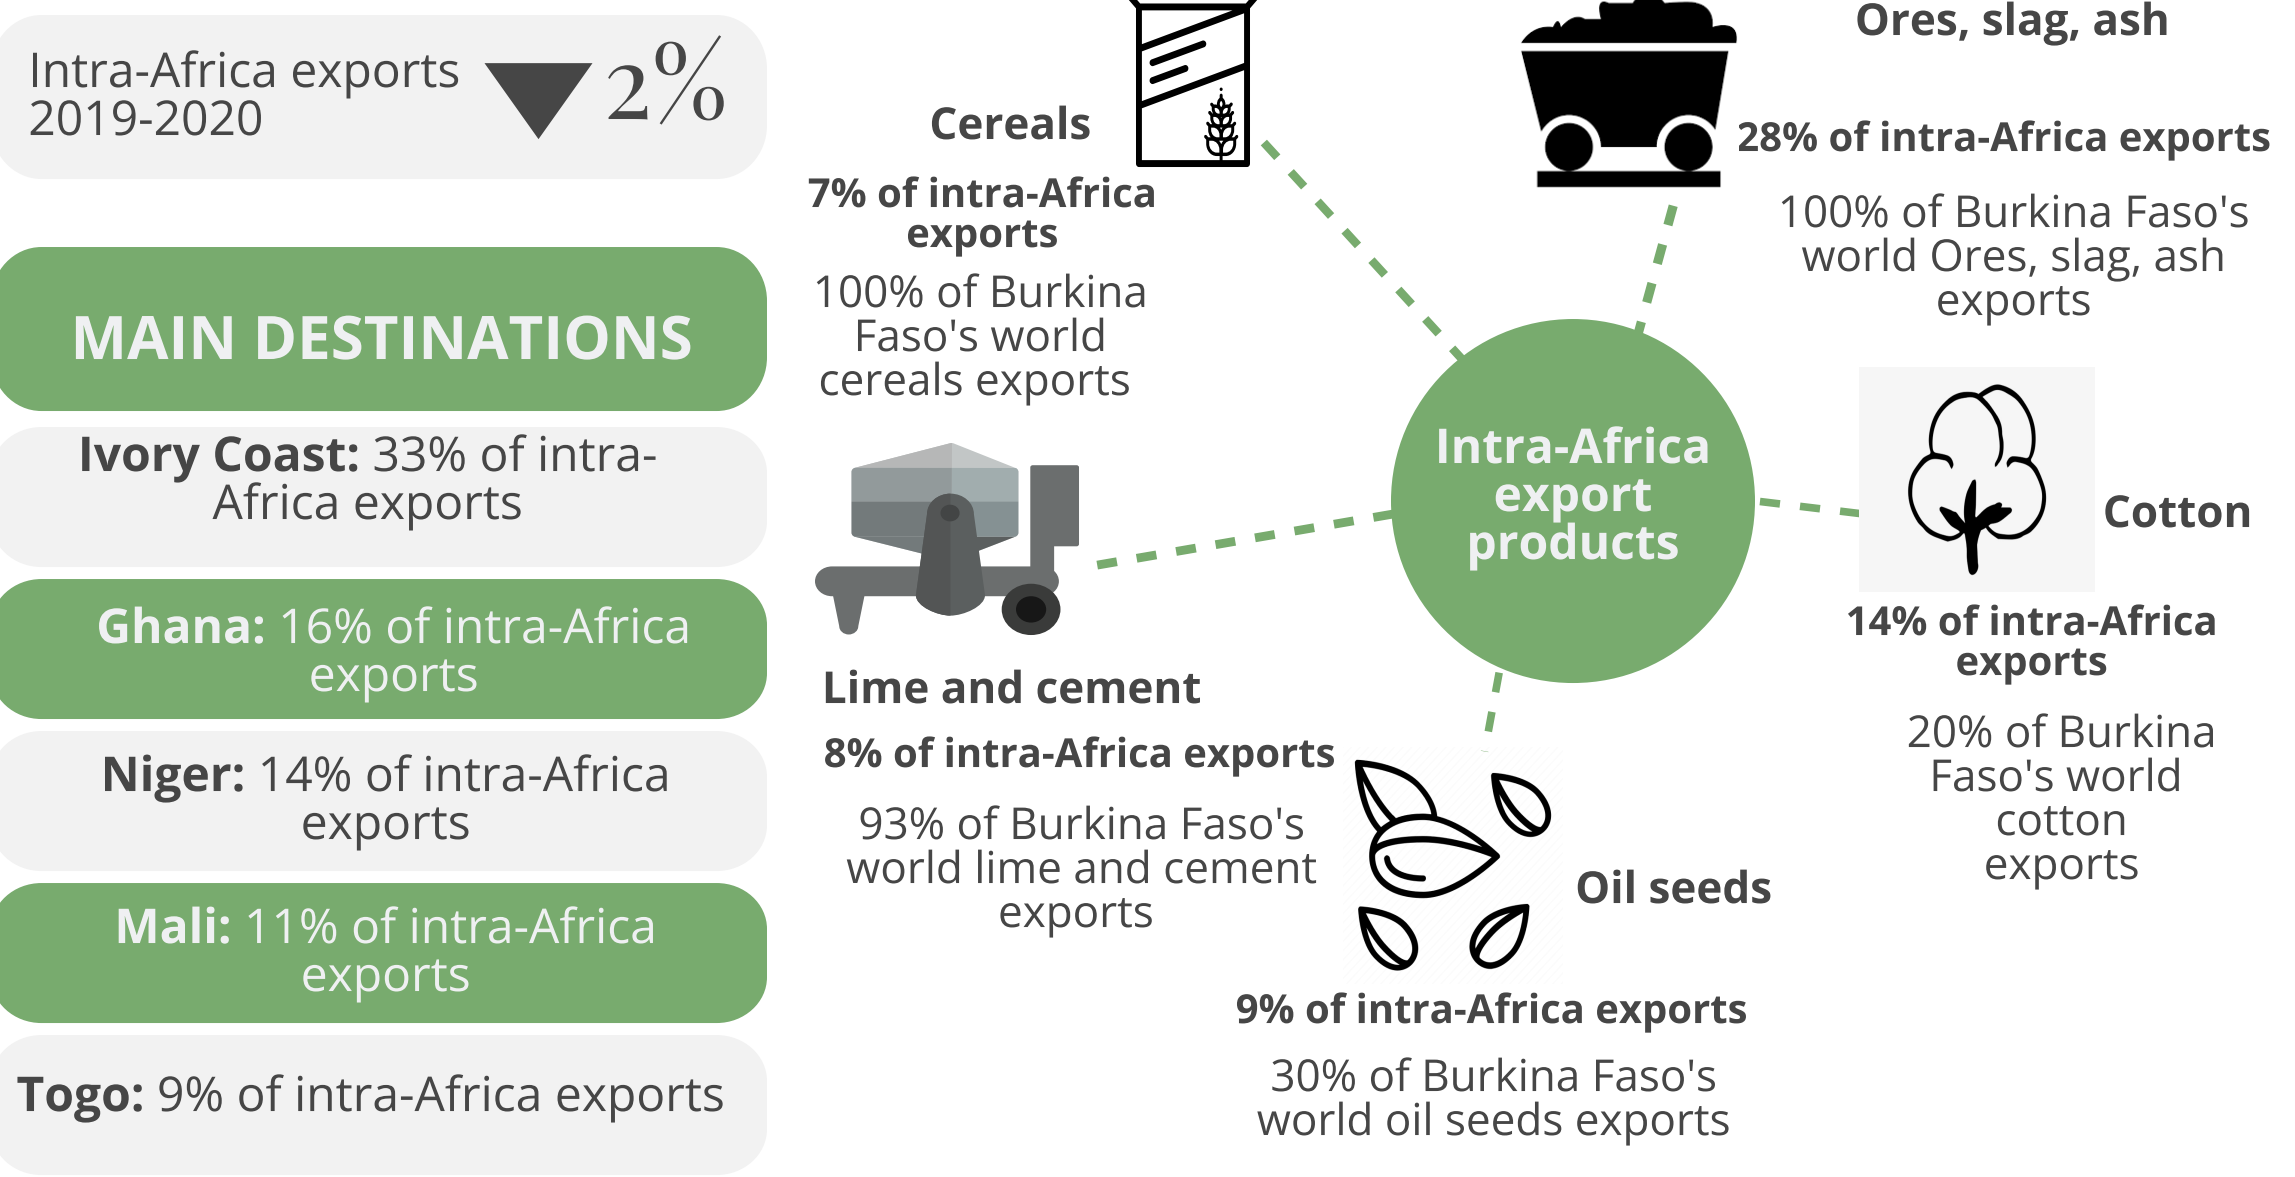 Intra-Africa exports
2019-2020
2%
MAIN DESTINATIONS
Ivory Coast: 33% of intra-
Africa exports
Ghana: 16% of intra-Africa
exports
Niger: 14% of intra-Africa
exports
Mali: 11% of intra-Africa
exports
Togo: 9% of intra-Africa exports
Cereals
7% of intra-Africa
exports
100% of Burkina
Faso's world
cereals exports
Ores, slag, ash
28% of intra-Africa exports
100% of Burkina Faso's
world Ores, slag, ash
exports
Intra-Africa
export
products
Cotton
14% of intra-Africa
exports
20% of Burkina
Faso's world
cotton
exports
Lime and cement
8% of intra-Africa exports
93% of Burkina Faso's
world lime and cement
exports
Oil seeds
9% of intra-Africa exports
30% of Burkina Faso's
world oil seeds exports